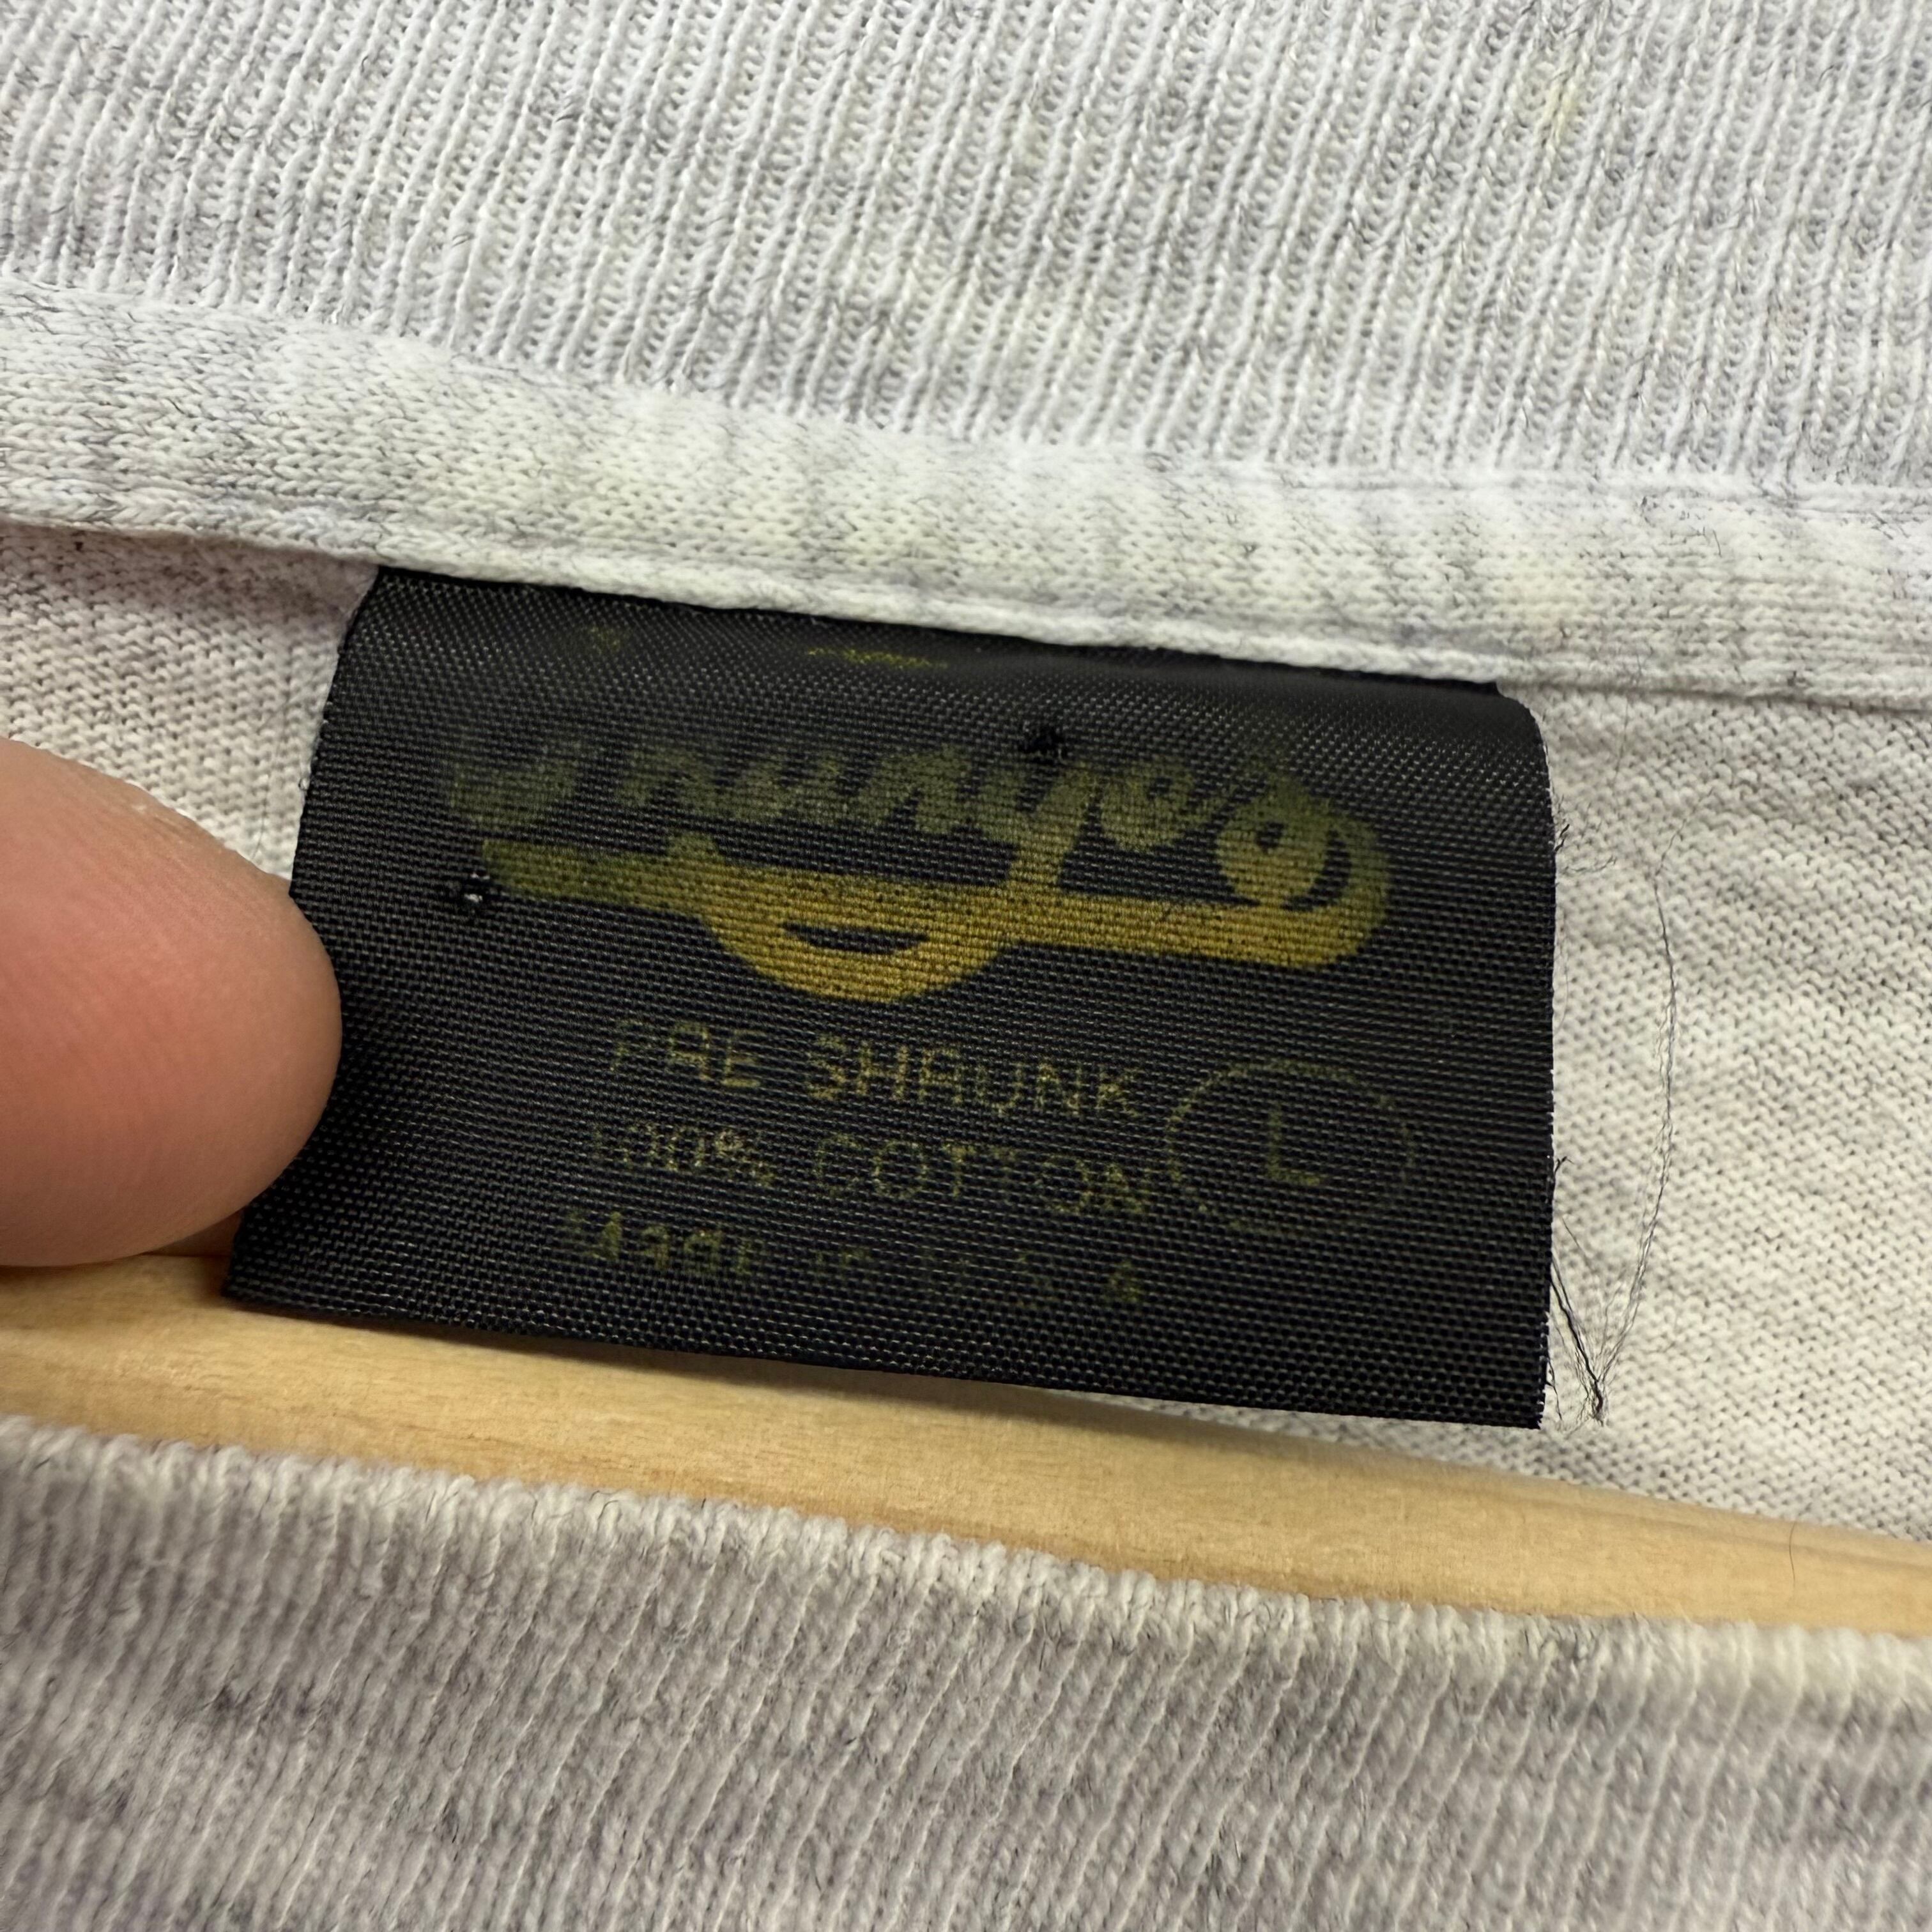 PRE SHRUNK
100% COTTON
L
Made in U.S.A